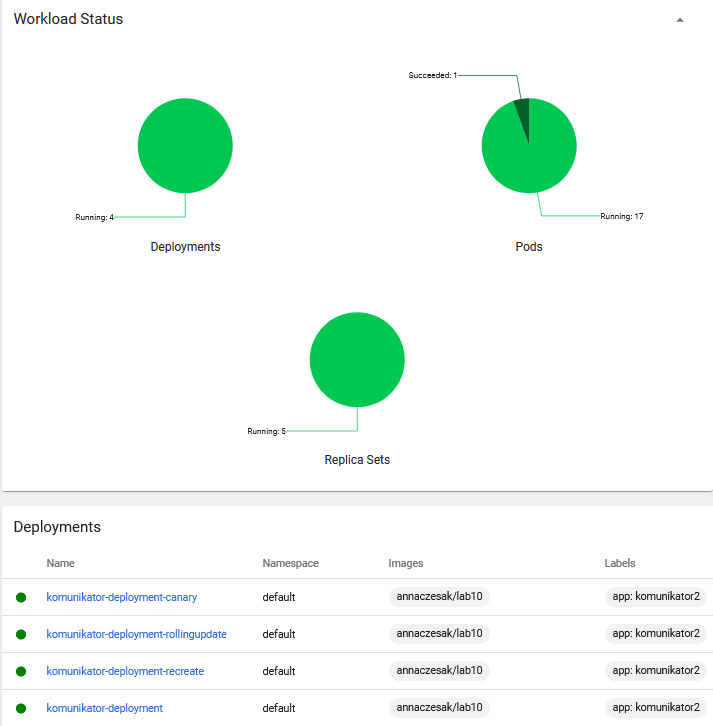 Workload Status
Succeeded: 1
Running: 4
Running: 17
Deployments
Pods
Running: 5
Replica Sets
Deployments
Name Namespace Images Labels
komunikator-deployment-canary default annaczesak/lab10 app: komunikator2
komunikator-deployment-rollingupdate default annaczesak/lab10 app: komunikator2
komunikator-deployment-recreate default annaczesak/lab10 app: komunikator2
komunikator-deployment default annaczesak/lab10 app: komunikator2